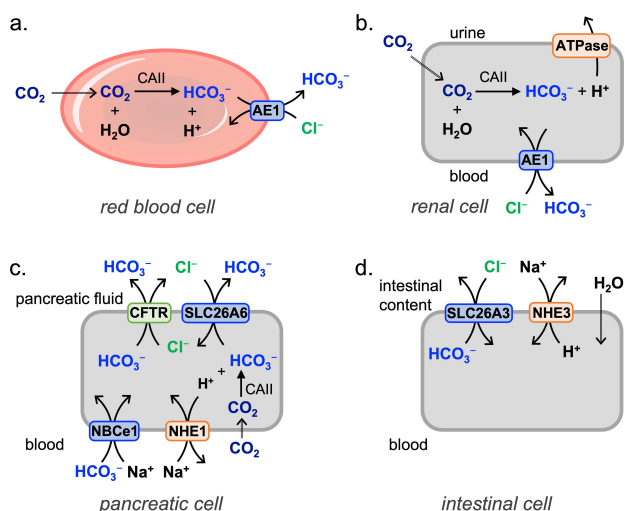 a.
CO₂
CO₂
CAII
HCO₃⁻
+
H₂O
+
H⁺
AE1
HCO₃⁻
Cl⁻
red blood cell
b.
urine
ATPase
H⁺
CO₂
CO₂
CAII
HCO₃⁻ + H⁺
+
H₂O
AE1
blood
Cl⁻ HCO₃⁻
renal cell
c.
HCO₃⁻ Cl⁻ HCO₃⁻
pancreatic fluid
CFTR SLC26A6
Cl⁻
HCO₃⁻ HCO₃⁻
H⁺ +
CAII
CO₂
NBCe1 NHE1
blood
CO₂
HCO₃⁻ Na⁺ Na⁺
pancreatic cell
d.
Cl⁻ Na⁺
H₂O
intestinal
content
SLC26A3 NHE3
HCO₃⁻ H⁺
blood
intestinal cell